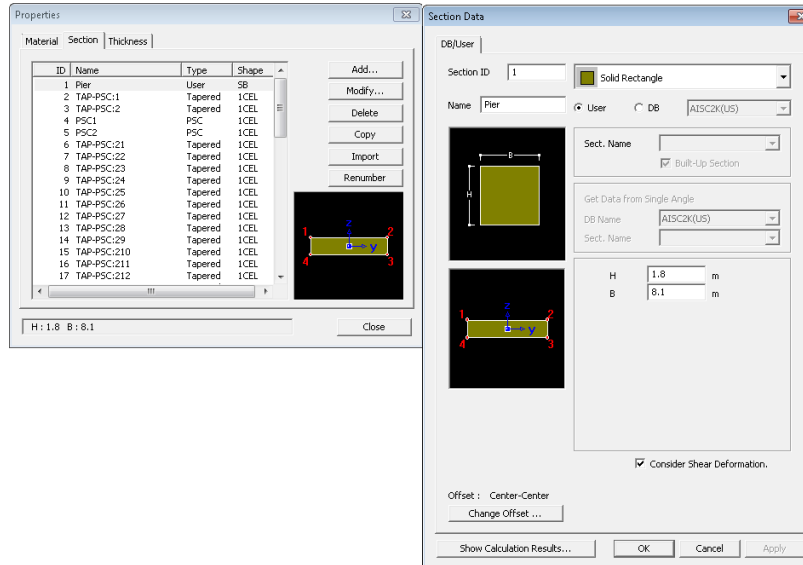 Properties
Material Section Thickness
ID Name Type Shape
1 Pier User SB
2 TAP-PSC:1 Tapered 1CEL
3 TAP-PSC:2 Tapered 1CEL
4 PSC1 PSC 1CEL
5 PSC2 PSC 1CEL
6 TAP-PSC:21 Tapered 1CEL
7 TAP-PSC:22 Tapered 1CEL
8 TAP-PSC:23 Tapered 1CEL
9 TAP-PSC:24 Tapered 1CEL
10 TAP-PSC:25 Tapered 1CEL
11 TAP-PSC:26 Tapered 1CEL
12 TAP-PSC:27 Tapered 1CEL
13 TAP-PSC:28 Tapered 1CEL
14 TAP-PSC:29 Tapered 1CEL
15 TAP-PSC:210 Tapered 1CEL
16 TAP-PSC:211 Tapered 1CEL
17 TAP-PSC:212 Tapered 1CEL
Add...
Modify...
Delete
Copy
Import
Renumber
z
1 2
y
4 3
H : 1.8 B : 8.1
Close
Section Data
DB/User
Section ID 1
Solid Rectangle
Name Pier
User DB AISC2K(US)
B
H
Sect. Name
Built-Up Section
Get Data from Single Angle
DB Name AISC2K(US)
Sect. Name
H 1.8 m
B 8.1 m
z
1 2
y
4 3
Consider Shear Deformation.
Offset : Center-Center
Change Offset ...
Show Calculation Results...
OK
Cancel
Apply